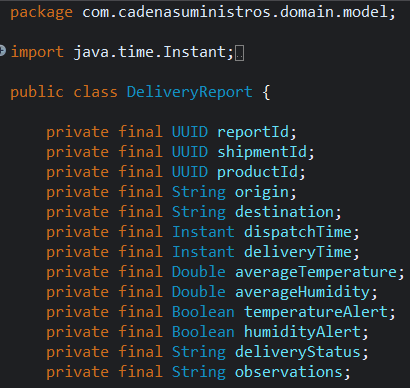 package com.cadenasuministros.domain.model;
import java.time.Instant;
public class DeliveryReport {
private final UUID reportId;
private final UUID shipmentId;
private final UUID productId;
private final String origin;
private final String destination;
private final Instant dispatchTime;
private final Instant deliveryTime;
private final Double averageTemperature;
private final Double averageHumidity;
private final Boolean temperatureAlert;
private final Boolean humidityAlert;
private final String deliveryStatus;
private final String observations;